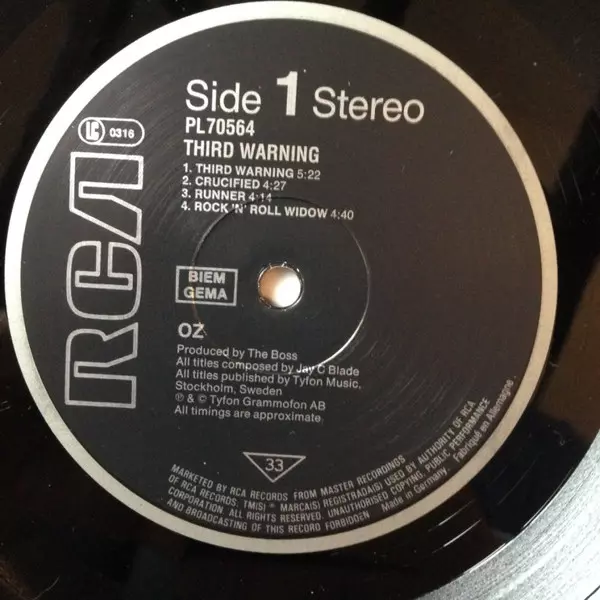 Side 1 Stereo
PL70564
LC 0316
THIRD WARNING
1. THIRD WARNING 5:22
2. CRUCIFIED 4:27
3. RUNNER 4:14
4. ROCK 'N' ROLL WIDOW 4:40
RCA
BIEM
GEMA
OZ
Produced by The Boss
All titles composed by Jay C Blade
All titles published by Tyfon Music,
Stockholm, Sweden
℗ & © Tyfon Grammofon AB
All timings are approximate
33
MARKETED BY RCA RECORDS FROM MASTER RECORDINGS
OF RCA RECORDS. TM(S) ® MARCA(S) REGISTRADA(S) USED BY AUTHORITY OF RCA
CORPORATION. ALL RIGHTS RESERVED. UNAUTHORISED COPYING, PUBLIC PERFORMANCE
AND BROADCASTING OF THIS RECORD FORBIDDEN
Made in Germany. Fabriqué en Allemagne